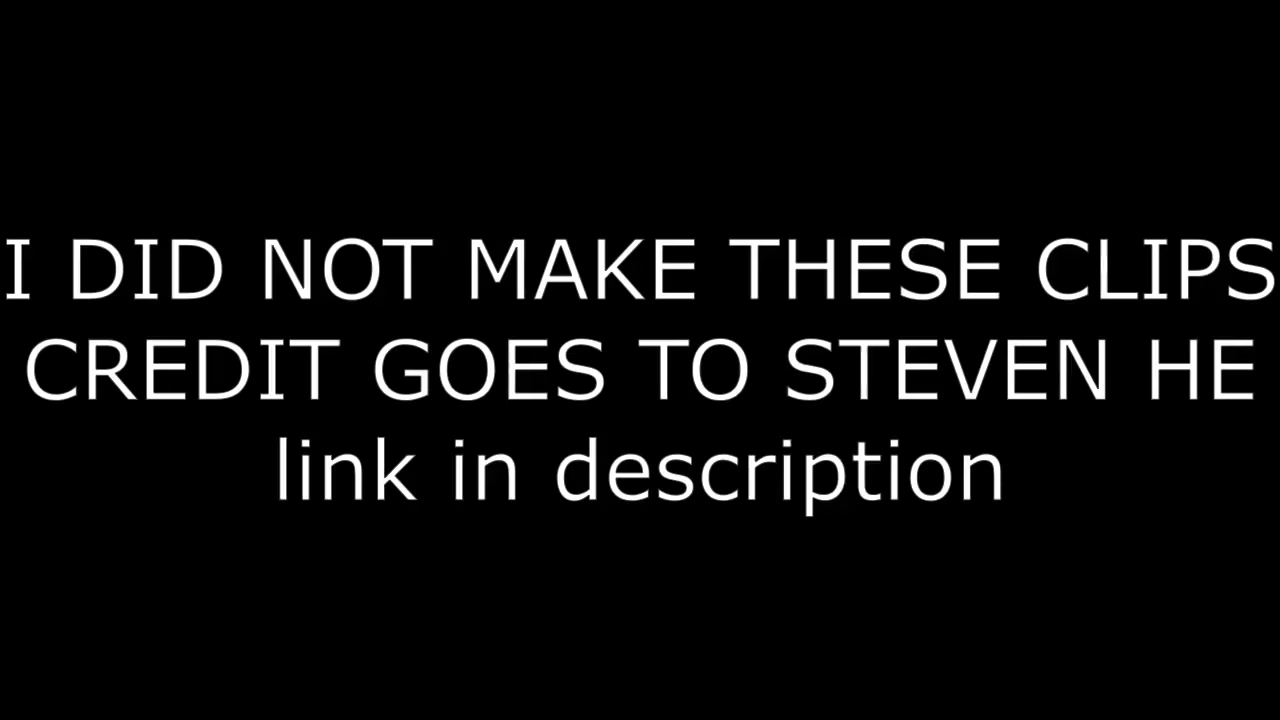 I DID NOT MAKE THESE CLIPS
CREDIT GOES TO STEVEN HE
link in description